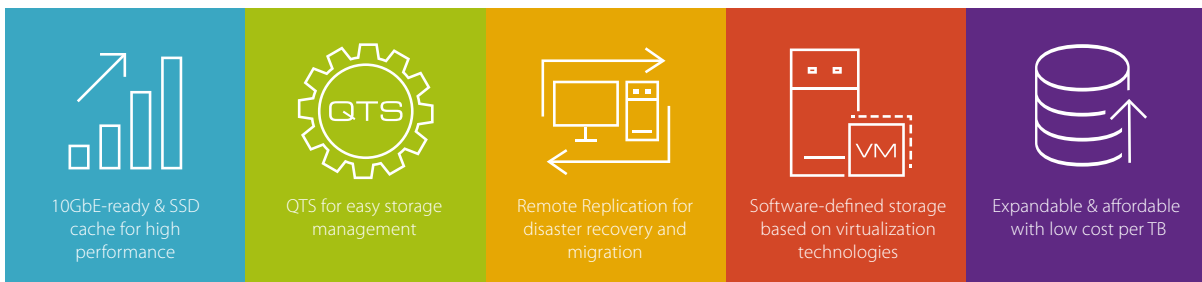 QTS
VM
10GbE-ready & SSD
cache for high
performance
QTS for easy storage
management
Remote Replication for
disaster recovery and
migration
Software-defined storage
based on virtualization
technologies
Expandable & affordable
with low cost per TB